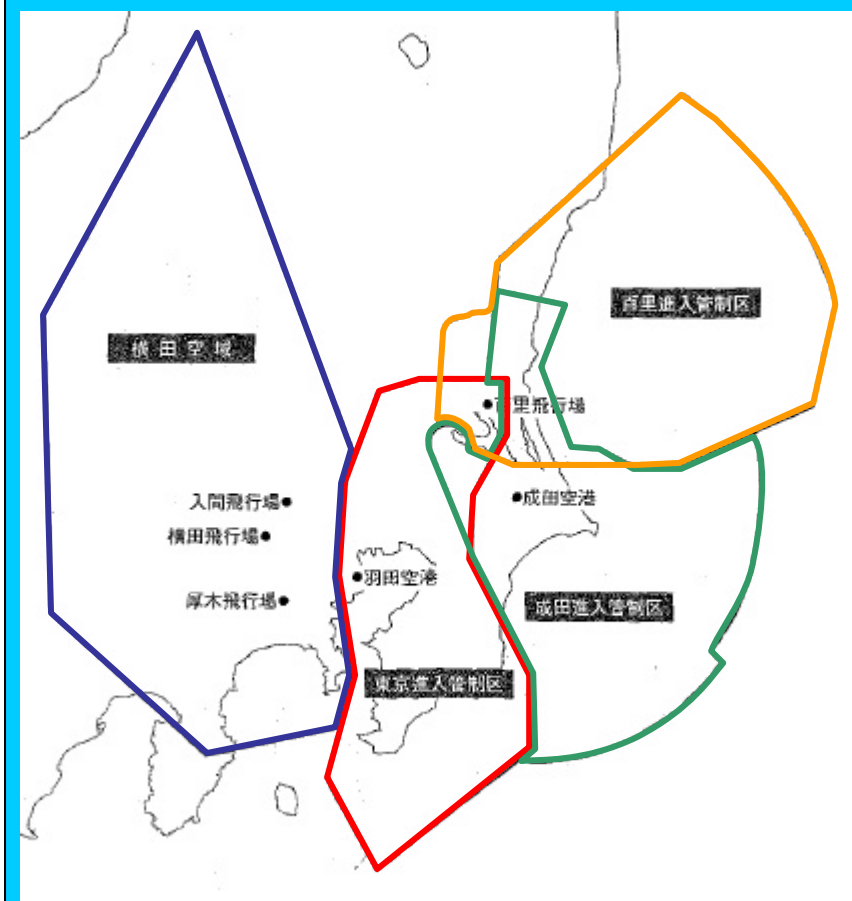 百里進入管制区
横田空域
百里飛行場
入間飛行場
成田空港
横田飛行場
羽田空港
厚木飛行場
成田進入管制区
東京進入管制区